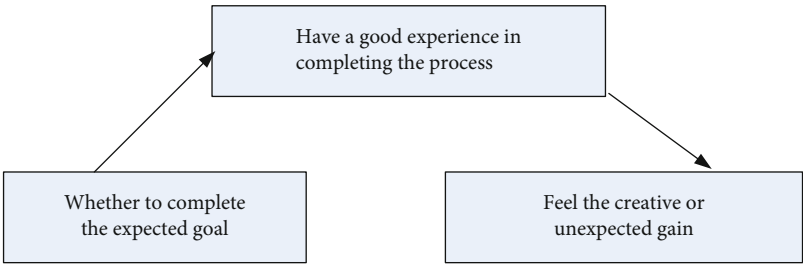 Have a good experience in
completing the process
Whether to complete
the expected goal
Feel the creative or
unexpected gain